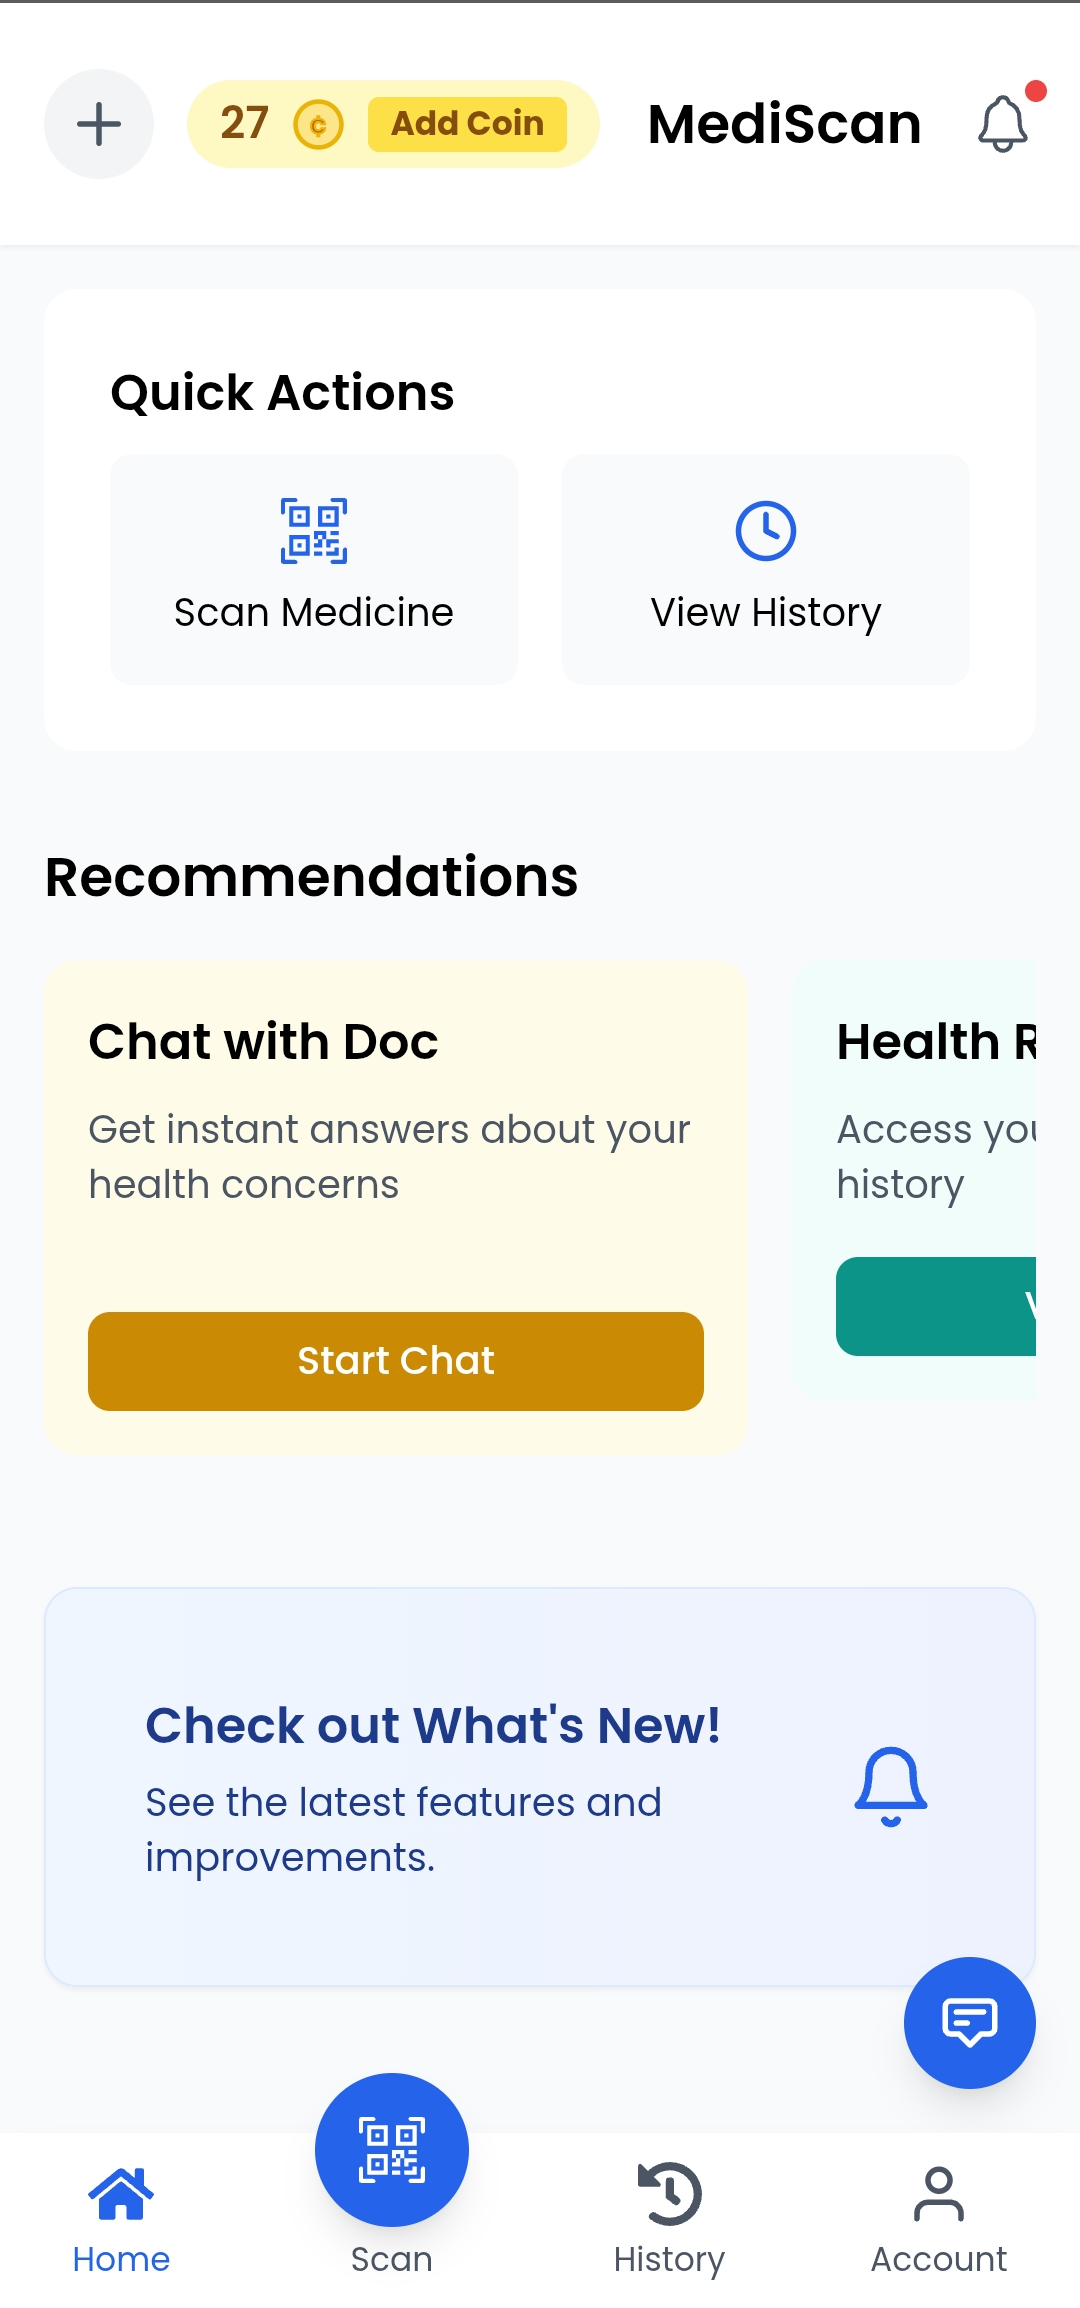 27 Add Coin MediScan
Quick Actions
Scan Medicine View History
Recommendations
Chat with Doc
Get instant answers about your
health concerns
Start Chat
Health R
Access you
history
Check out What's New!
See the latest features and
improvements.
Home Scan History Account